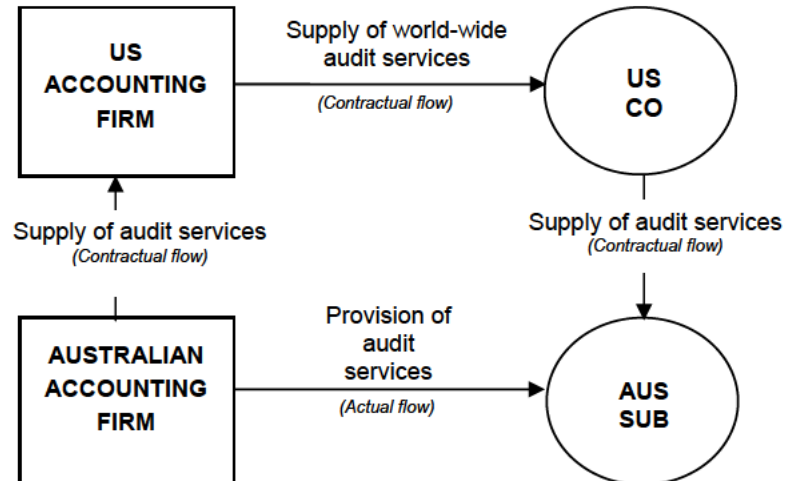 US
ACCOUNTING
FIRM
Supply of world-wide
audit services
(Contractual flow)
US
CO
Supply of audit services
(Contractual flow)
Supply of audit services
(Contractual flow)
AUSTRALIAN
ACCOUNTING
FIRM
Provision of
audit
services
(Actual flow)
AUS
SUB